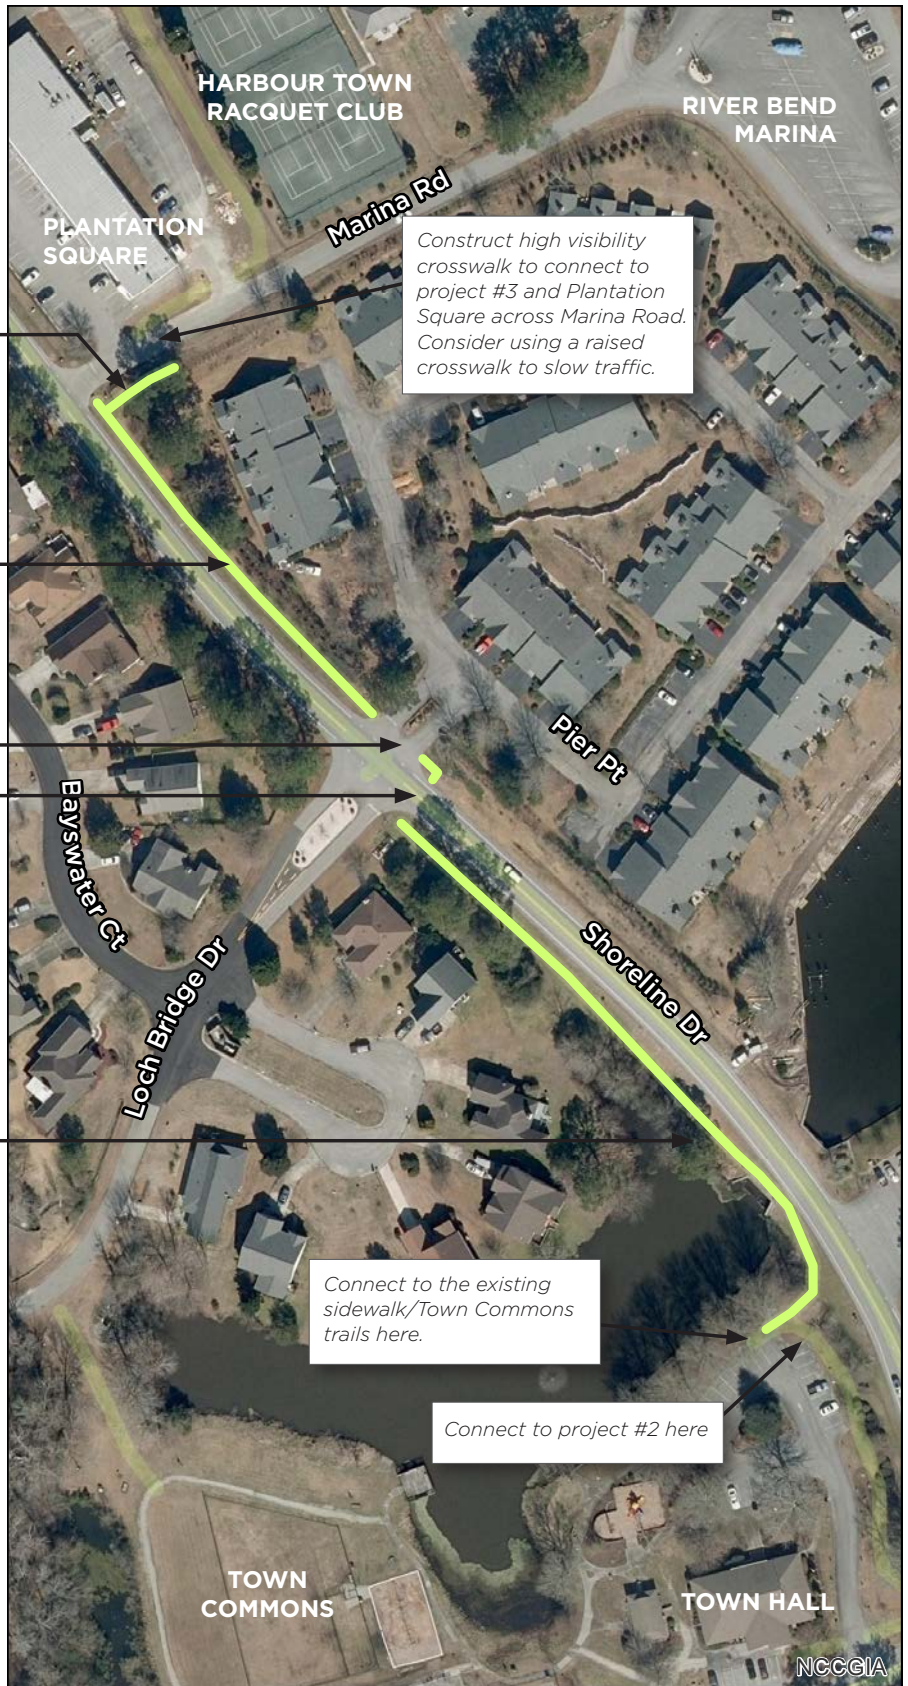 HARBOUR TOWN
RACQUET CLUB
RIVER BEND
MARINA
Marina Rd
PLANTATION
SQUARE
Construct high visibility
crosswalk to connect to
project #3 and Plantation
Square across Marina Road.
Consider using a raised
crosswalk to slow traffic.
Pier Pt
Bayswater Ct
Shoreline Dr
Loch Bridge Dr
Connect to the existing
sidewalk/Town Commons
trails here.
Connect to project #2 here
TOWN
COMMONS
TOWN HALL
NCCGIA